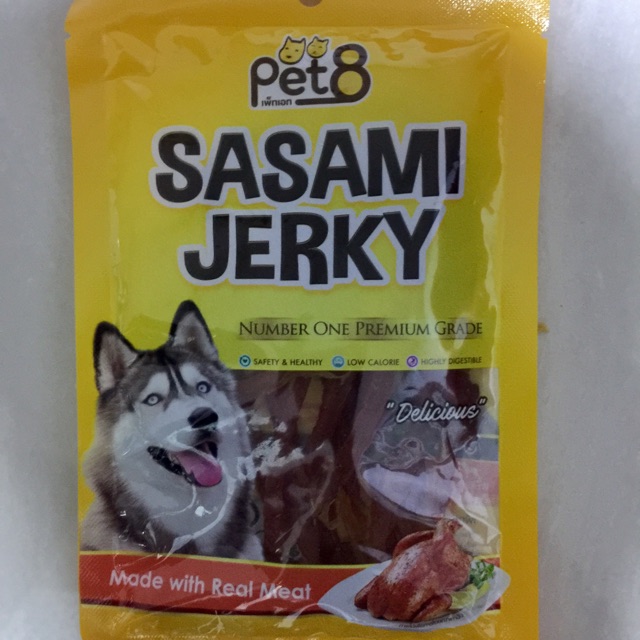 Pet8
เพ็ทเอท
SASAMI
JERKY
NUMBER ONE PREMIUM GRADE
SAFETY & HEALTHY LOW CALORIE HIGHLY DIGESTIBLE
"Delicious"
Made with Real Meat